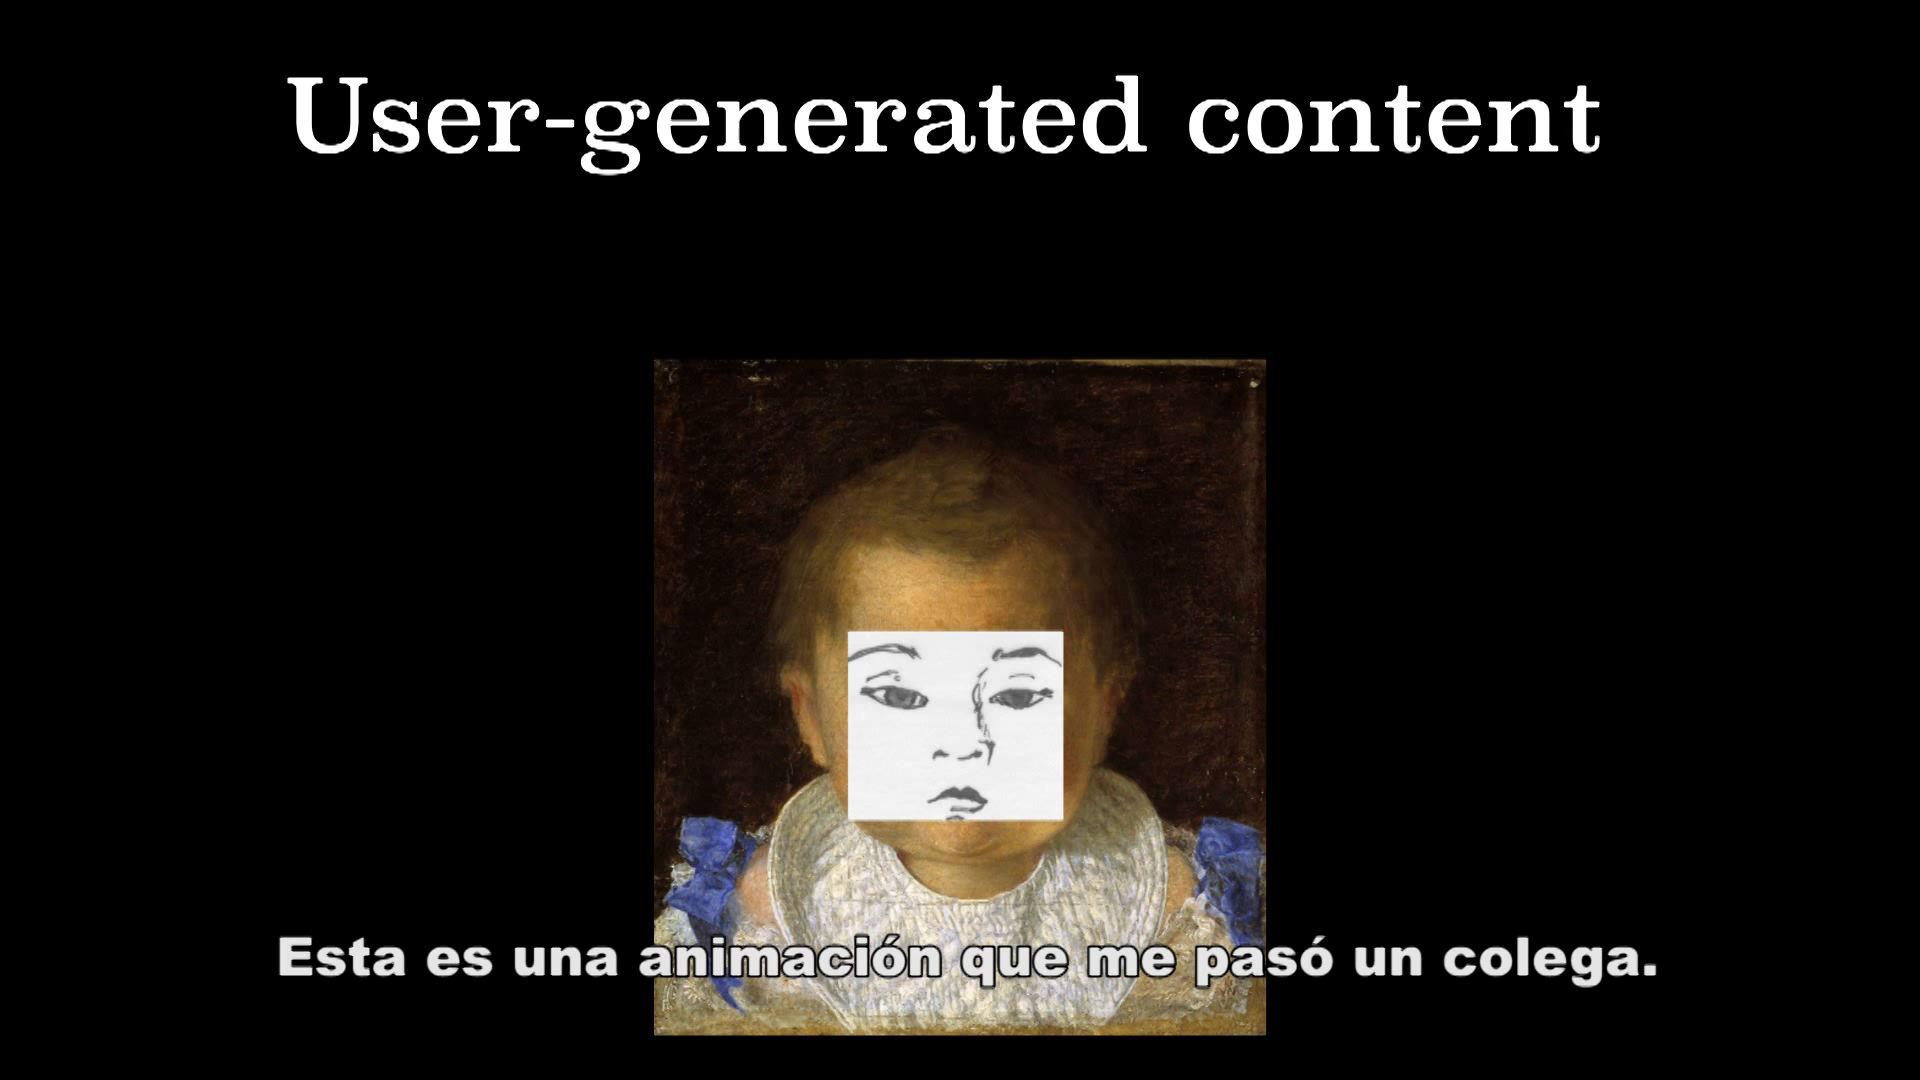 User-generated content
Esta es una animación que me pasó un colega.